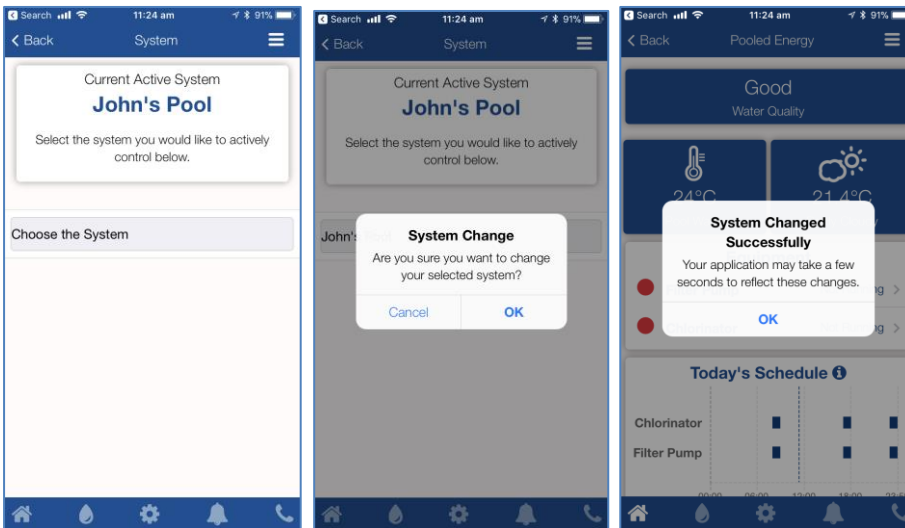 Search 11:24 am 91%
Back System
Current Active System
John's Pool
Select the system you would like to actively
control below.
Choose the System
Search 11:24 am 91%
Back System
Current Active System
John's Pool
Select the system you would like to actively
control below.
John's
System Change
Are you sure you want to change
your selected system?
Cancel OK
Search 11:24 am 91%
Back Pooled Energy
Good
Water Quality
24°C 21.4°C
System Changed
Successfully
Your application may take a few
seconds to reflect these changes.
OK
Today's Schedule
Chlorinator
Filter Pump
00:00 06:00 12:00 18:00